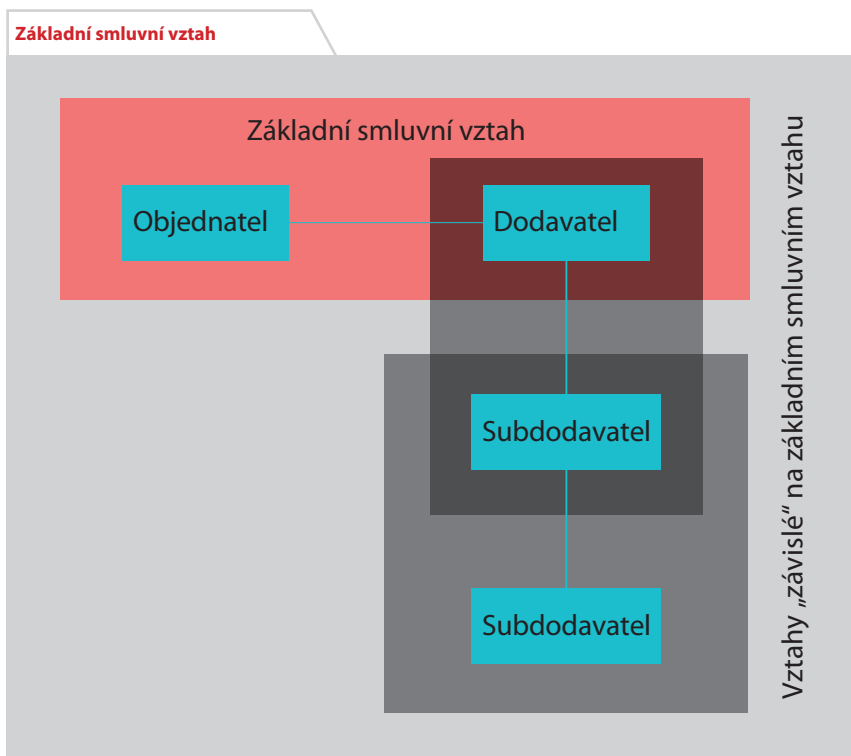 Základní smluvní vztah
Základní smluvní vztah
Objednatel
Dodavatel
Subdodavatel
Subdodavatel
Vztahy „závislé“ na základním smluvním vztahu